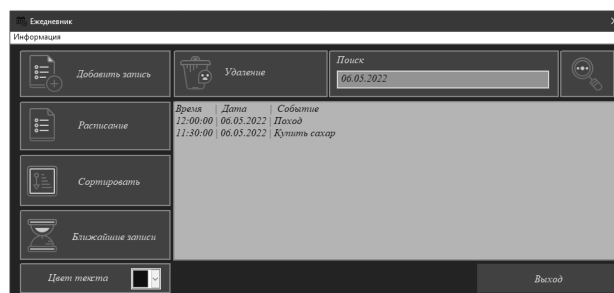 Ежедневник
Информация
Добавить запись
Удаление
Поиск
06.05.2022
Расписание
Время | Дата | Событие
12:00:00 | 06.05.2022 | Поход
11:30:00 | 06.05.2022 | Купить сахар
Сортировать
Ближайшие записи
Цвет текста
Выход